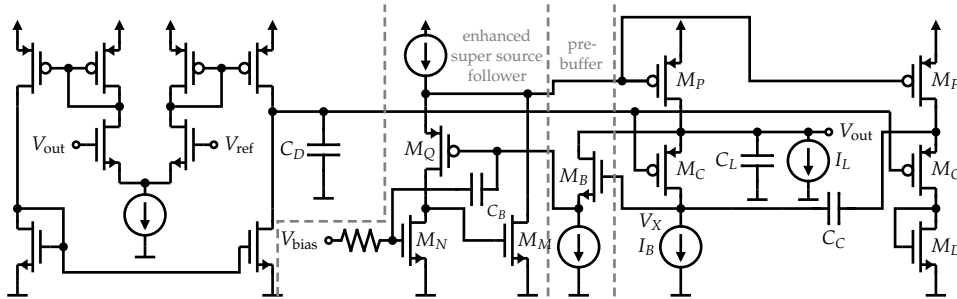 enhanced
super source
follower
pre-
buffer
M_P
M_P
V_out
V_ref
C_D
M_Q
M_B
M_C
C_L
I_L
V_out
M_C
C_B
V_bias
M_N
M_M
V_X
I_B
C_C
M_D